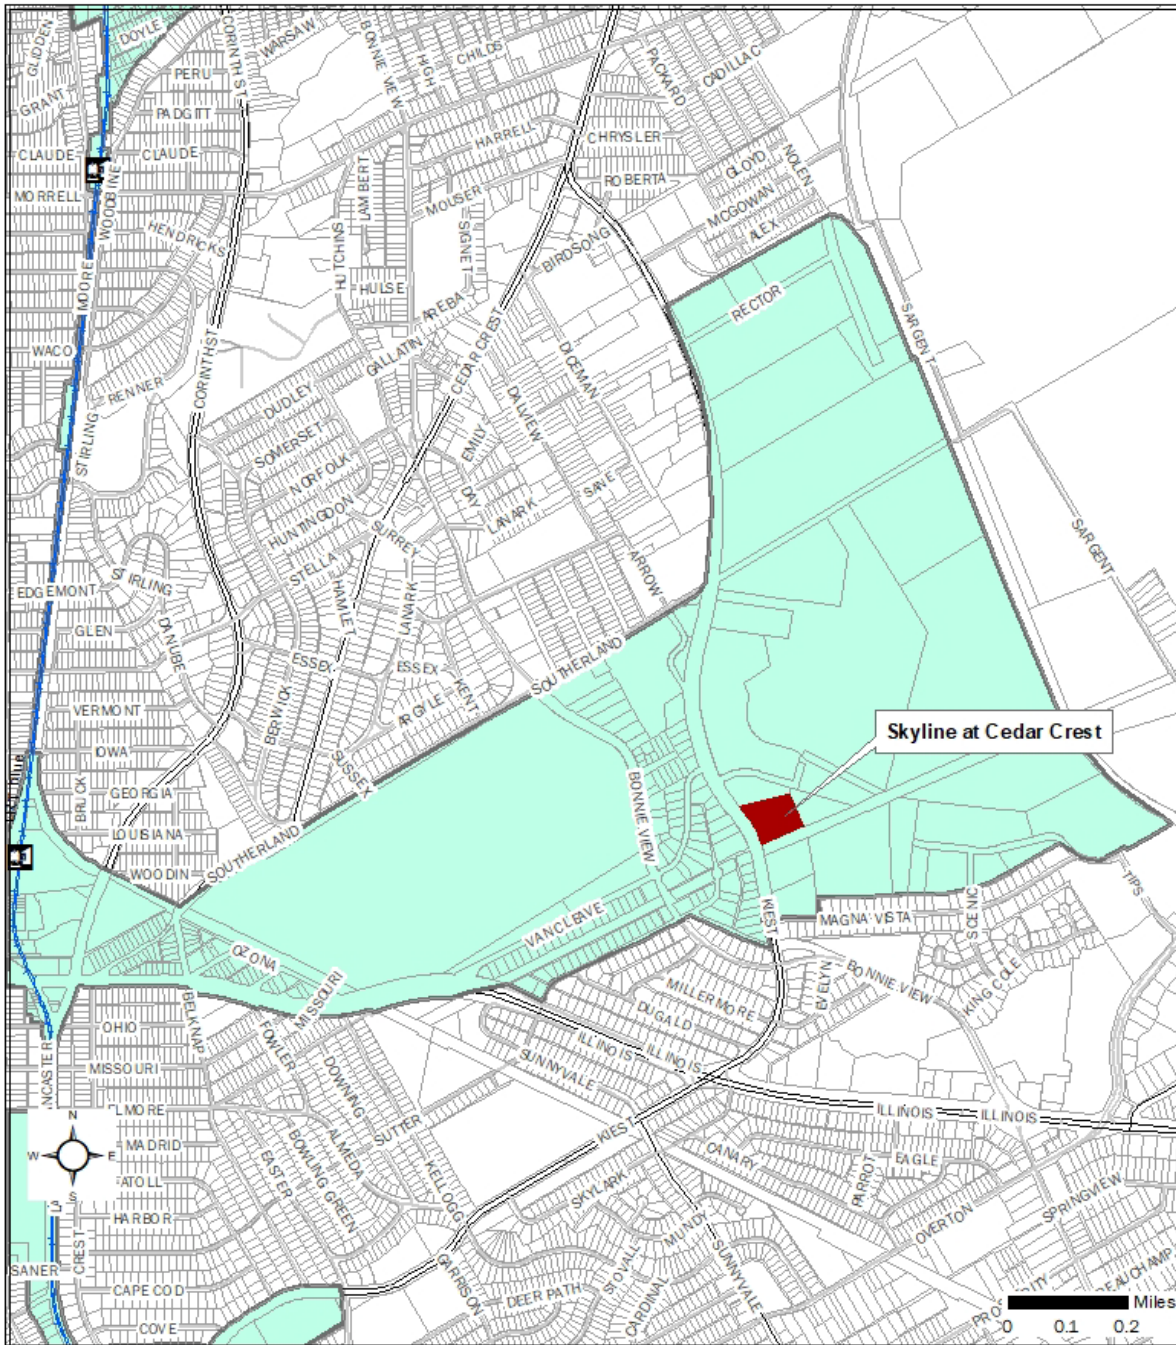 GLIDDEN
DOYLE
CORINTH ST
WARSAW
BONNIE VIEW
HIGH
CHILDS
PACKARD
CADILLAC
PERU
GRANT
PADGITT
HARRELL
CHRYSLER
CLAUDE
CLAUDE
LAMBERT
GLOYD
NOLEN
ROBERTA
MORRELL
WOODBINE
MOUSER
MCGOWAN
ALEX
HENDRICKS
HUTCHINS
SIGNET
BIRDSONG
MOORE
HULSE
AREBA
RECTOR
SARGENT
WACO
GALLATIN
CEDAR CREST
DICEMAN
RENNER
CORINTH ST
DUDLEY
DALVIEW
STIRLING
SOMERSET
EMILY
NORFOLK
SANE
DAY
LANARK
HUNTINGDON
SURREY
SARGENT
STELLA
ARROW
STIRLING
EDGEMONT
HAMLET
LANARK
GLEN
DANUBE
ESSEX
ESSEX
SOUTHERLAND
KENT
VERMONT
BERWICK
ARGYLE
Skyline at Cedar Crest
IOWA
SUSSEX
BRUCK
GEORGIA
BONNIE VIEW
LOUISIANA
SOUTHERLAND
WOODIN
TIPS
KIEST
MAGNA VISTA
SCENIC
VANCLEAVE
OZONA
BONNIE VIEW
KING COLE
MISSOURI
MILLERMORE
EVELYN
BELKNAP
DUGALD
OHIO
FOWLER
ILLINOIS
ILLINOIS
MISSOURI
SUNNYVALE
DOWNING
N
LMORE
ILLINOIS
ILLINOIS
SUTTER
KIEST
W
E
MADRID
ALMEDA
CANARY
EAGLE
BOWLING GREEN
EASTER
PARROT
S
ATOLL
KELLOGG
SKYLARK
SPRINGVIEW
HARBOR
MUNDY
OVERTON
CREST
SUNNYVALE
STOVALL
SANER
GARRISON
CAPE COD
DEER PATH
CARDINAL
COVE
Miles
0 0.1 0.2